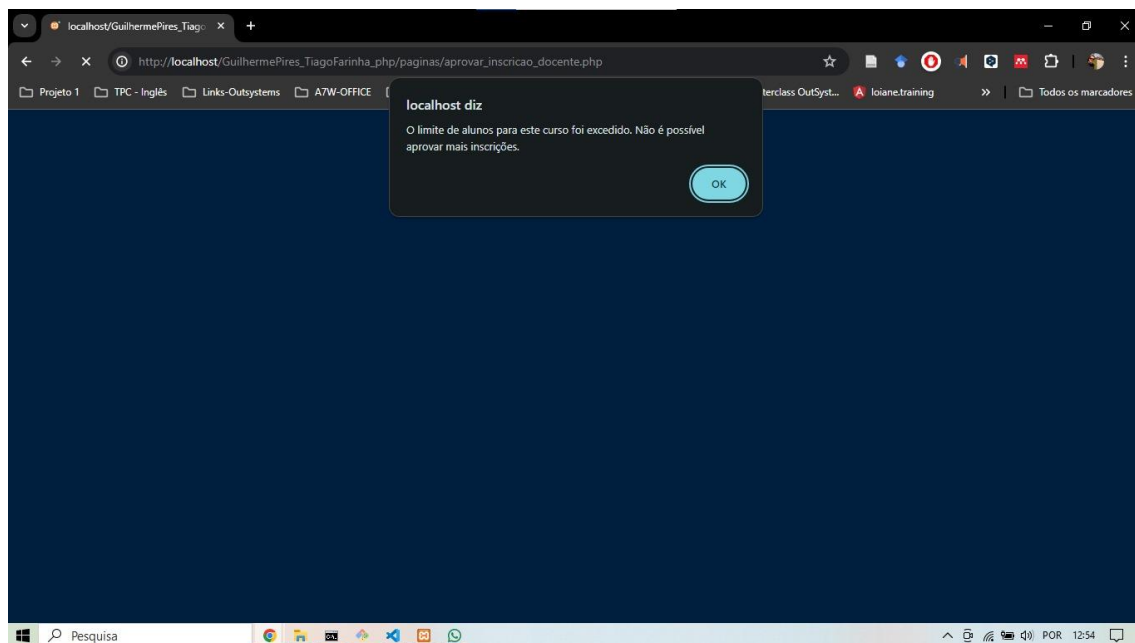 localhost/GuilhermePires_Tiago
http://localhost/GuilhermePires_TiagoFarinha_php/paginas/aprovar_inscricao_docente.php
Projeto 1 TPC - Inglês Links-Outsystems A7W-OFFICE terclass OutSyst... loiane.training » Todos os marcadores
localhost diz
O limite de alunos para este curso foi excedido. Não é possível
aprovar mais inscrições.
OK
Pesquisa POR 12:54